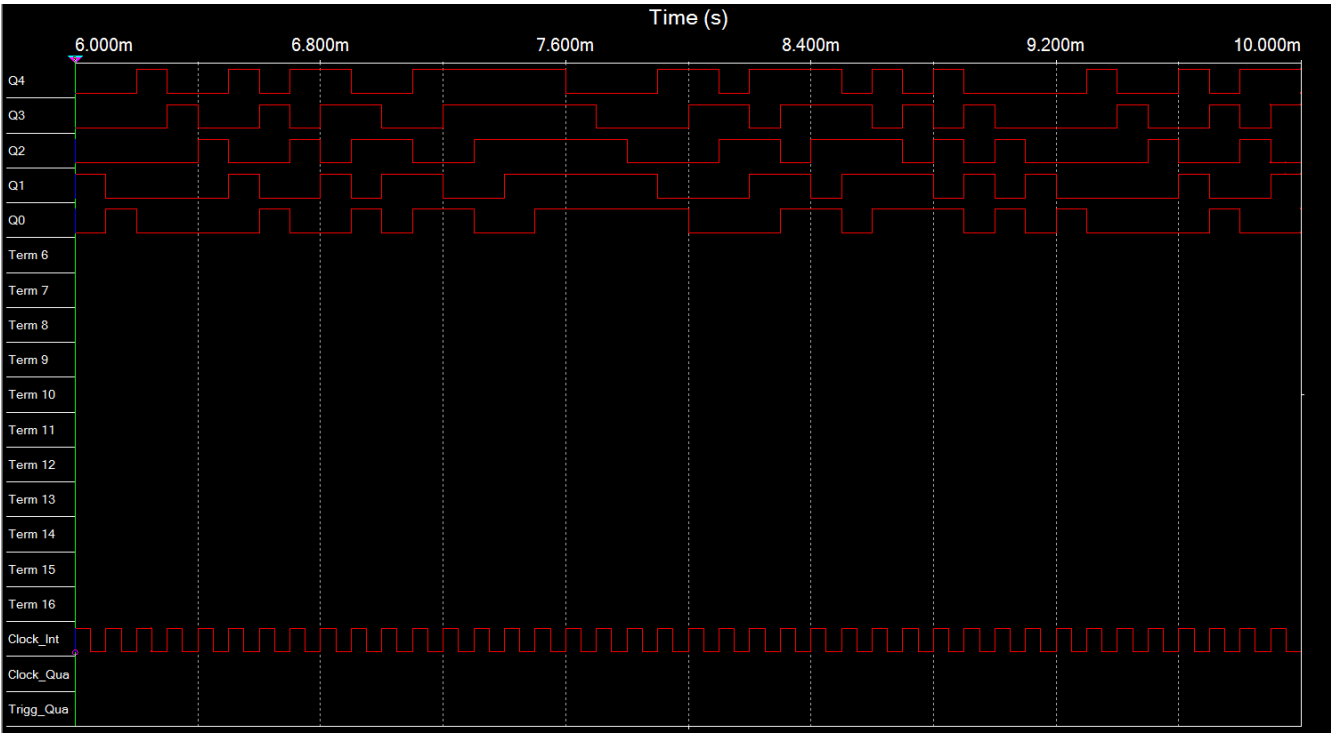 Time (s)
6.000m 6.800m 7.600m 8.400m 9.200m 10.000m
Q4
Q3
Q2
Q1
Q0
Term 6
Term 7
Term 8
Term 9
Term 10
Term 11
Term 12
Term 13
Term 14
Term 15
Term 16
Clock_Int
Clock_Qua
Trigg_Qua